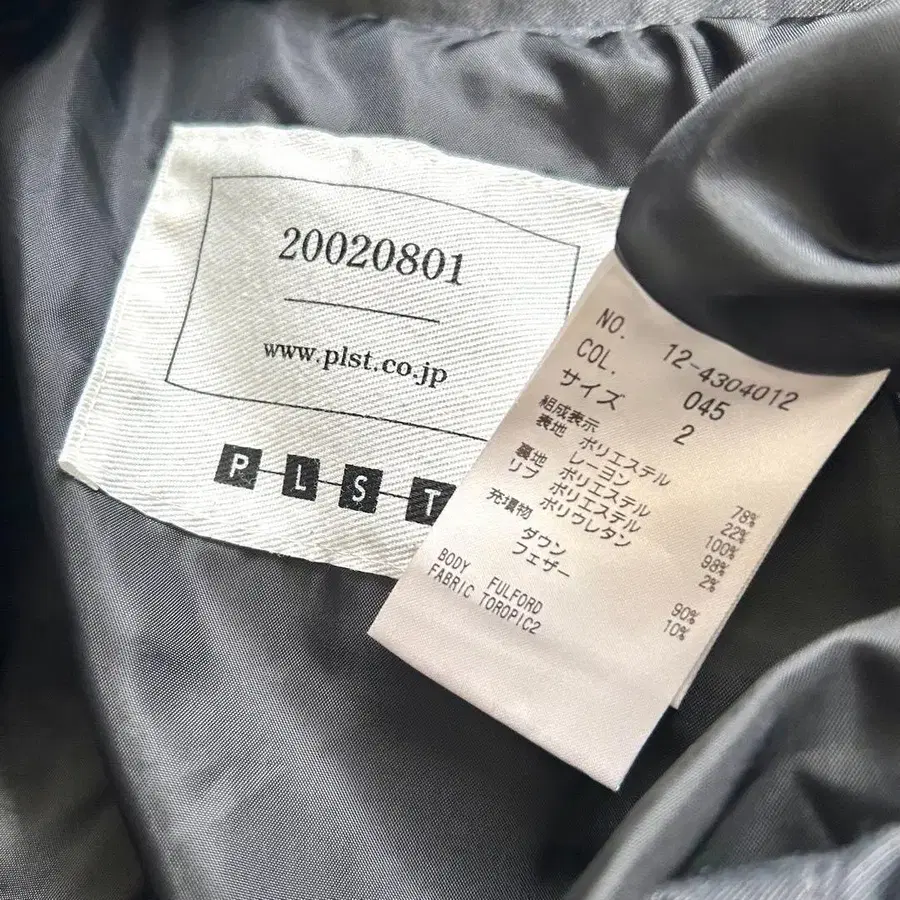 20020801
www.plst.co.jp
P L S T
NO. 12-4304012
COL. 045
サイズ 2
組成表示
表地 ポリエステル 78%
レーヨン 22%
裏地 ポリエステル 100%
リブ ポリエステル 98%
ポリウレタン 2%
充填物
ダウン 90%
フェザー 10%
BODY FULFORD
FABRIC TOROPIC2